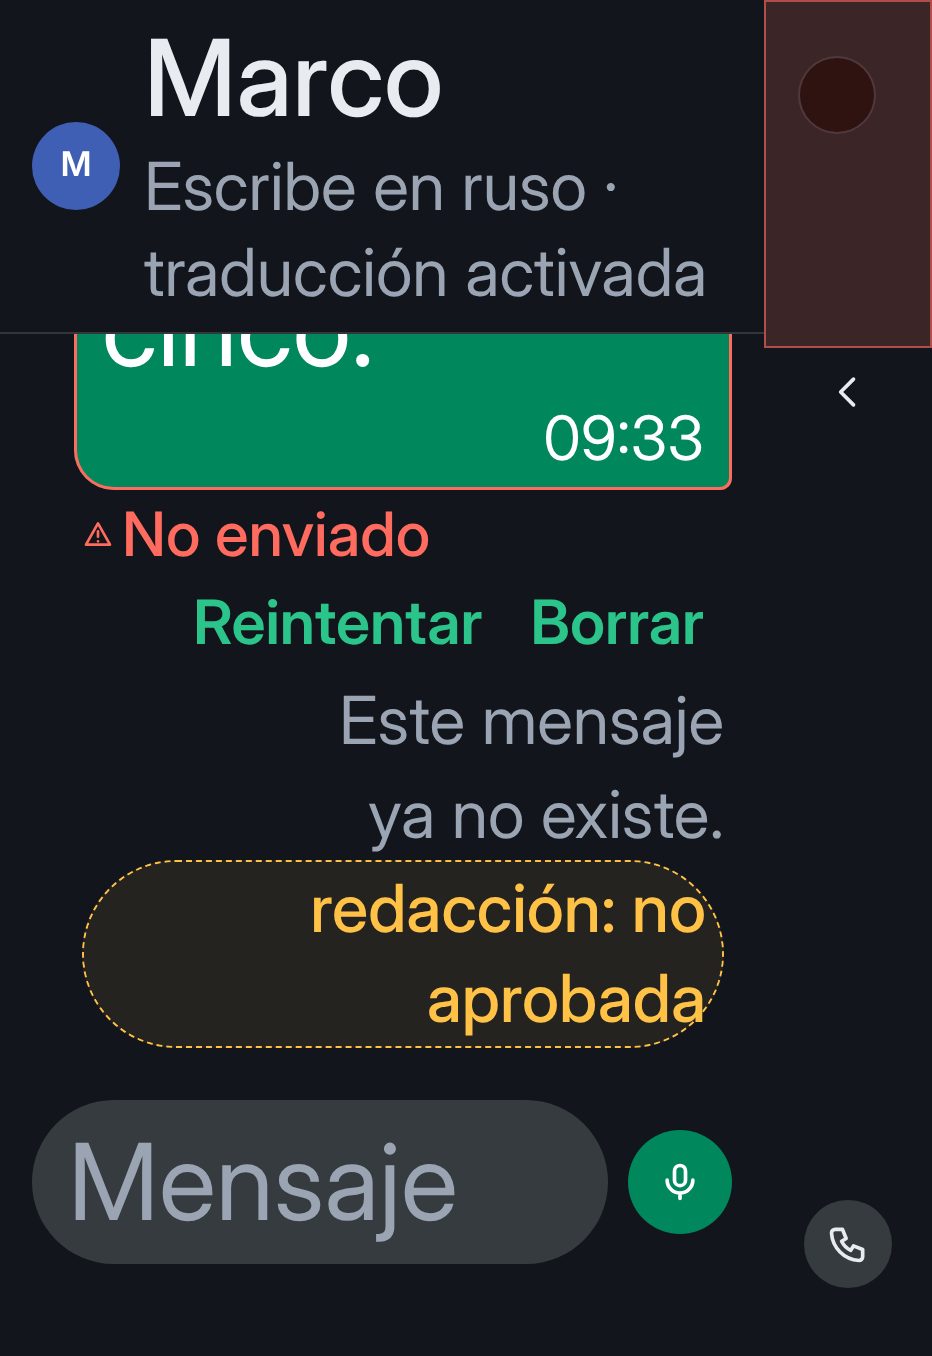 Marco
M
Escribe en ruso ·
traducción activada
cinco.
09:33
No enviado
Reintentar Borrar
Este mensaje
ya no existe.
redacción: no
aprobada
Mensaje